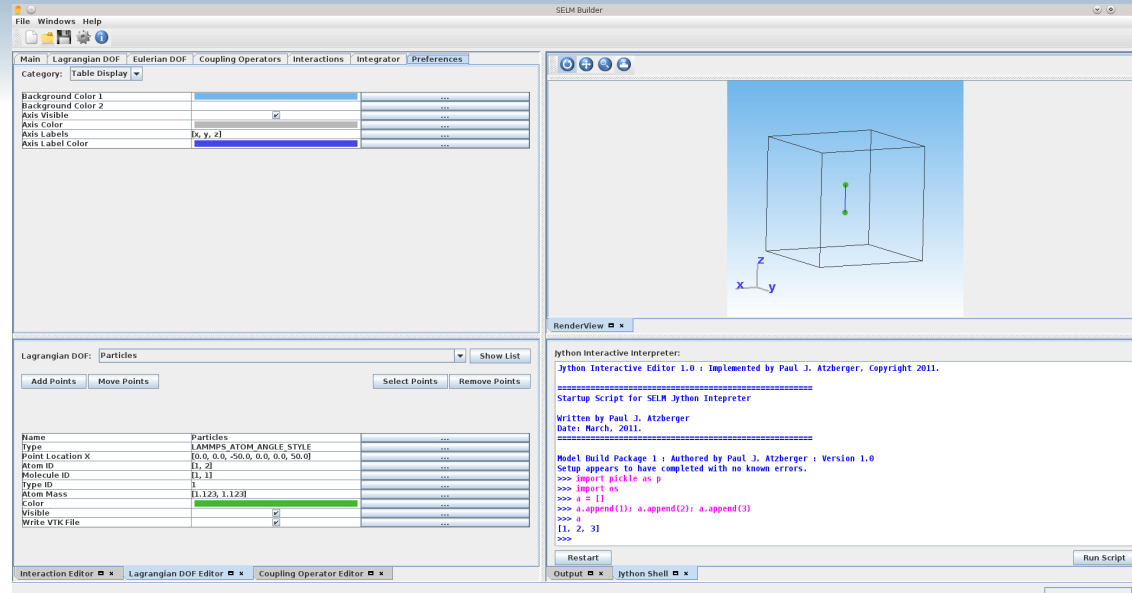 SELM Builder
File Windows Help
Main Lagrangian DOF Eulerian DOF Coupling Operators Interactions Integrator Preferences
Category: Table Display
Background Color 1 ...
Background Color 2 ...
Axis Visible ...
Axis Color ...
Axis Labels [x, y, z] ...
Axis Label Color ...
z
x y
RenderView
Lagrangian DOF: Particles Show List
Add Points Move Points Select Points Remove Points
Name Particles ...
Type LAMMPS_ATOM_ANGLE_STYLE ...
Point Location X [0.0, 0.0, -50.0, 0.0, 0.0, 50.0] ...
Atom ID [1, 2] ...
Molecule ID [1, 1] ...
Type ID 1 ...
Atom Mass [1.123, 1.123] ...
Color ...
Visible ...
Write VTK File ...
Interaction Editor Lagrangian DOF Editor Coupling Operator Editor
Jython Interactive Interpreter:
Jython Interactive Editor 1.0 : Implemented by Paul J. Atzberger, Copyright 2011.
=====================================================
Startup Script for SELM Jython Intepreter
Written by Paul J. Atzberger
Date: March, 2011.
=====================================================
Model Build Package 1 : Authored by Paul J. Atzberger : Version 1.0
Setup appears to have completed with no known errors.
>>> import pickle as p
>>> import os
>>> a = []
>>> a.append(1); a.append(2); a.append(3)
>>> a
[1, 2, 3]
>>>
Restart Run Script
Output Jython Shell